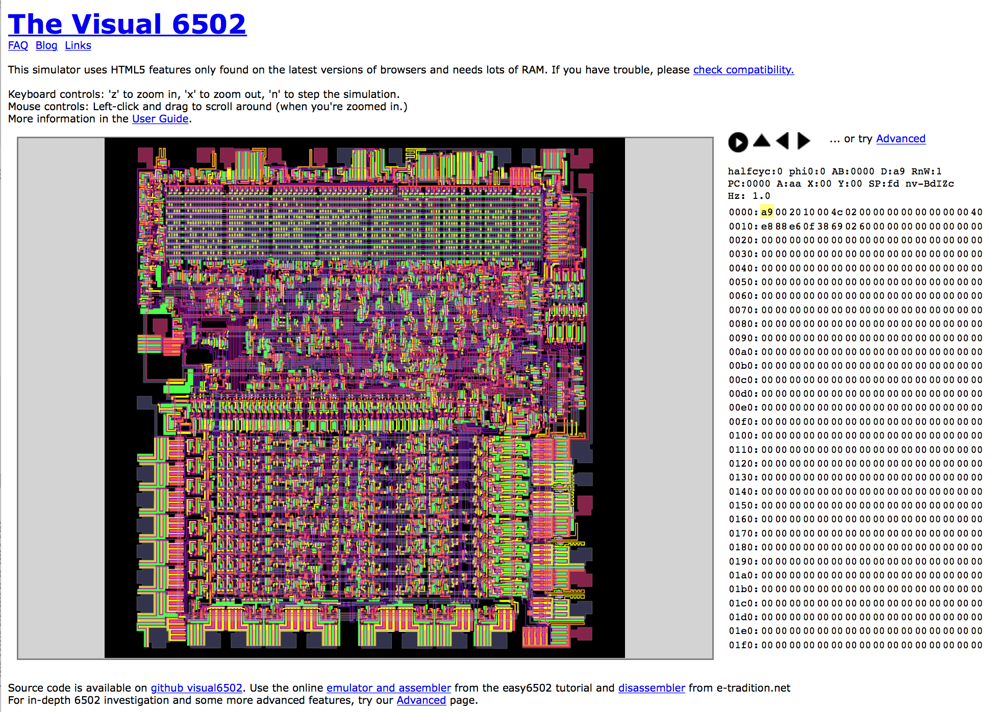 The Visual 6502
FAQ Blog Links
This simulator uses HTML5 features only found on the latest versions of browsers and needs lots of RAM. If you have trouble, please check compatibility.
Keyboard controls: 'z' to zoom in, 'x' to zoom out, 'n' to step the simulation.
Mouse controls: Left-click and drag to scroll around (when you're zoomed in.)
More information in the User Guide.
... or try Advanced
halfcyc:0 phi0:0 AB:0000 D:a9 RnW:1
PC:0000 A:aa X:00 Y:00 SP:fd nv-BdIZc
Hz: 1.0
0000: a9 00 20 10 00 4c 02 00 00 00 00 00 00 00 00 40
0010: e8 88 e6 0f 38 69 02 60 00 00 00 00 00 00 00 00
0020: 00 00 00 00 00 00 00 00 00 00 00 00 00 00 00 00
0030: 00 00 00 00 00 00 00 00 00 00 00 00 00 00 00 00
0040: 00 00 00 00 00 00 00 00 00 00 00 00 00 00 00 00
0050: 00 00 00 00 00 00 00 00 00 00 00 00 00 00 00 00
0060: 00 00 00 00 00 00 00 00 00 00 00 00 00 00 00 00
0070: 00 00 00 00 00 00 00 00 00 00 00 00 00 00 00 00
0080: 00 00 00 00 00 00 00 00 00 00 00 00 00 00 00 00
0090: 00 00 00 00 00 00 00 00 00 00 00 00 00 00 00 00
00a0: 00 00 00 00 00 00 00 00 00 00 00 00 00 00 00 00
00b0: 00 00 00 00 00 00 00 00 00 00 00 00 00 00 00 00
00c0: 00 00 00 00 00 00 00 00 00 00 00 00 00 00 00 00
00d0: 00 00 00 00 00 00 00 00 00 00 00 00 00 00 00 00
00e0: 00 00 00 00 00 00 00 00 00 00 00 00 00 00 00 00
00f0: 00 00 00 00 00 00 00 00 00 00 00 00 00 00 00 00
0100: 00 00 00 00 00 00 00 00 00 00 00 00 00 00 00 00
0110: 00 00 00 00 00 00 00 00 00 00 00 00 00 00 00 00
0120: 00 00 00 00 00 00 00 00 00 00 00 00 00 00 00 00
0130: 00 00 00 00 00 00 00 00 00 00 00 00 00 00 00 00
0140: 00 00 00 00 00 00 00 00 00 00 00 00 00 00 00 00
0150: 00 00 00 00 00 00 00 00 00 00 00 00 00 00 00 00
0160: 00 00 00 00 00 00 00 00 00 00 00 00 00 00 00 00
0170: 00 00 00 00 00 00 00 00 00 00 00 00 00 00 00 00
0180: 00 00 00 00 00 00 00 00 00 00 00 00 00 00 00 00
0190: 00 00 00 00 00 00 00 00 00 00 00 00 00 00 00 00
01a0: 00 00 00 00 00 00 00 00 00 00 00 00 00 00 00 00
01b0: 00 00 00 00 00 00 00 00 00 00 00 00 00 00 00 00
01c0: 00 00 00 00 00 00 00 00 00 00 00 00 00 00 00 00
01d0: 00 00 00 00 00 00 00 00 00 00 00 00 00 00 00 00
01e0: 00 00 00 00 00 00 00 00 00 00 00 00 00 00 00 00
01f0: 00 00 00 00 00 00 00 00 00 00 00 00 00 00 00 00
Source code is available on github visual6502. Use the online emulator and assembler from the easy6502 tutorial and disassembler from e-tradition.net
For in-depth 6502 investigation and some more advanced features, try our Advanced page.